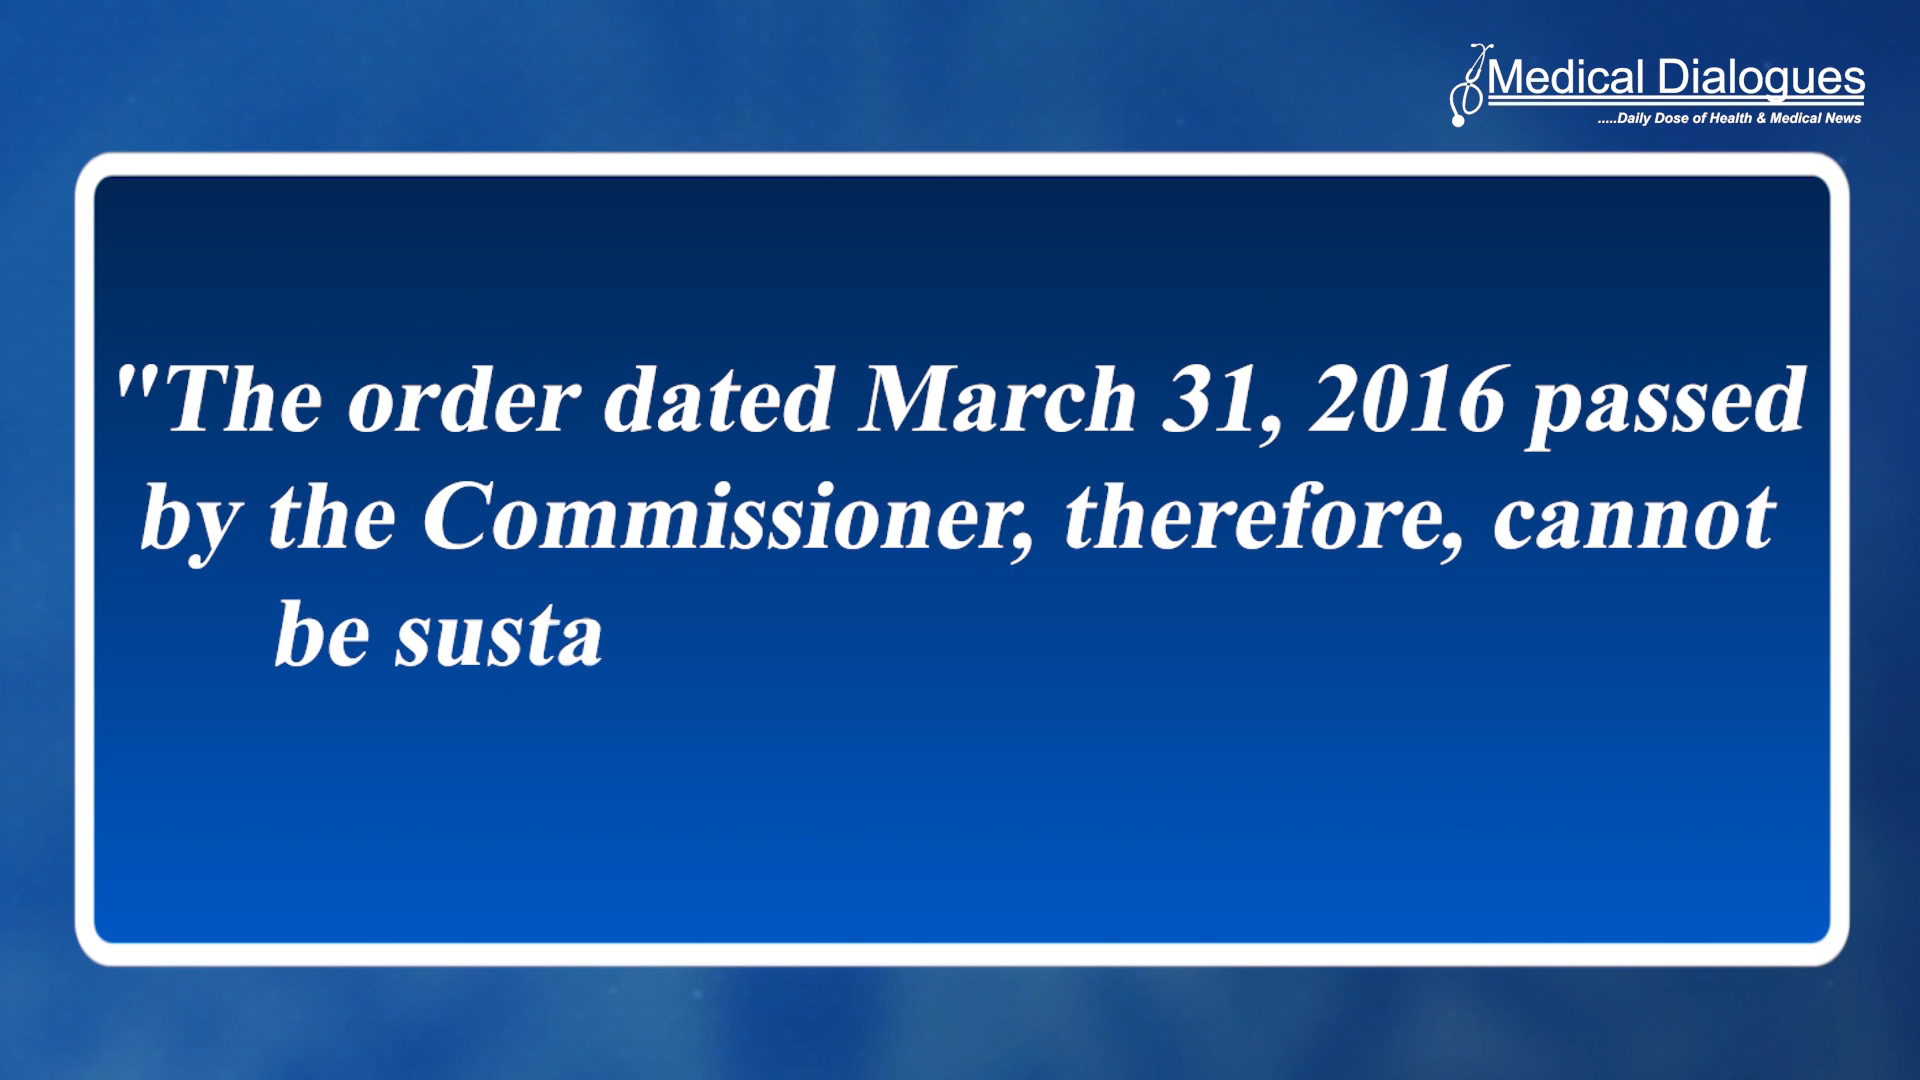 Medical Dialogues
.....Daily Dose of Health & Medical News
"The order dated March 31, 2016 passed
by the Commissioner, therefore, cannot
be susta